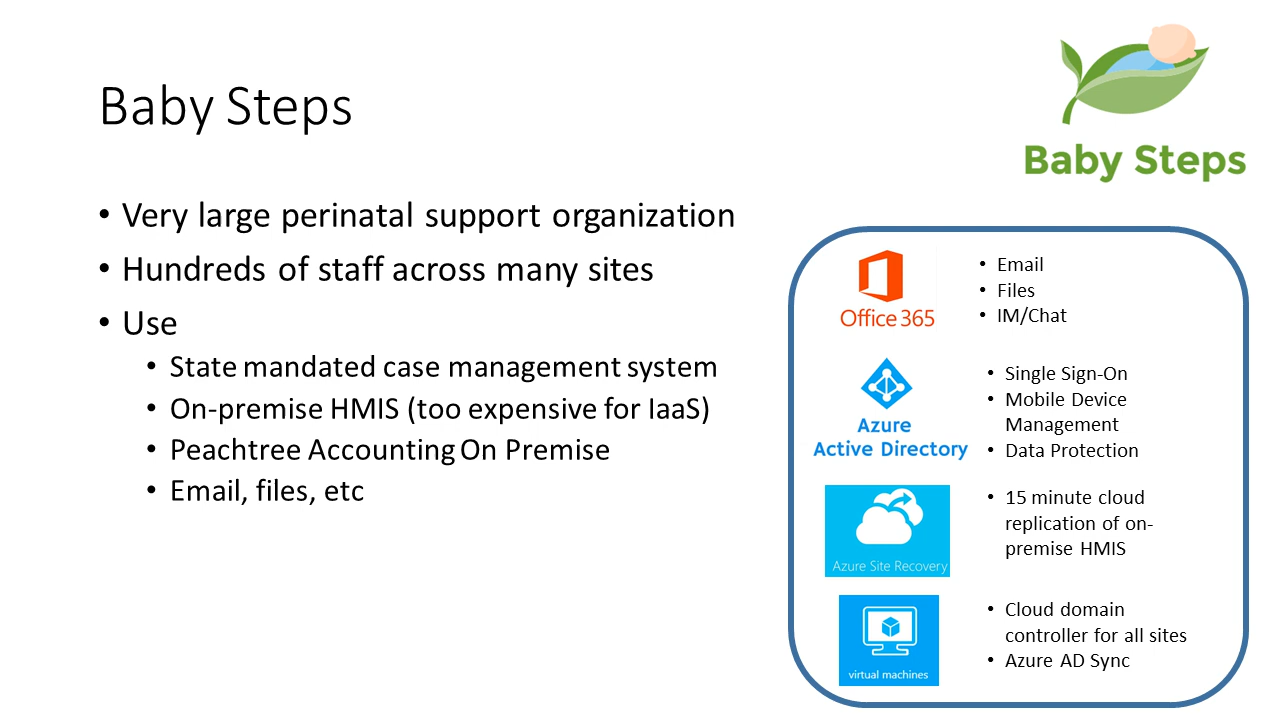 Baby Steps
Baby Steps
• Very large perinatal support organization
• Hundreds of staff across many sites
• Use
• State mandated case management system
• On-premise HMIS (too expensive for IaaS)
• Peachtree Accounting On Premise
• Email, files, etc
Office 365
• Email
• Files
• IM/Chat
Azure
Active Directory
• Single Sign-On
• Mobile Device
Management
• Data Protection
Azure Site Recovery
• 15 minute cloud
replication of on-
premise HMIS
virtual machines
• Cloud domain
controller for all sites
• Azure AD Sync